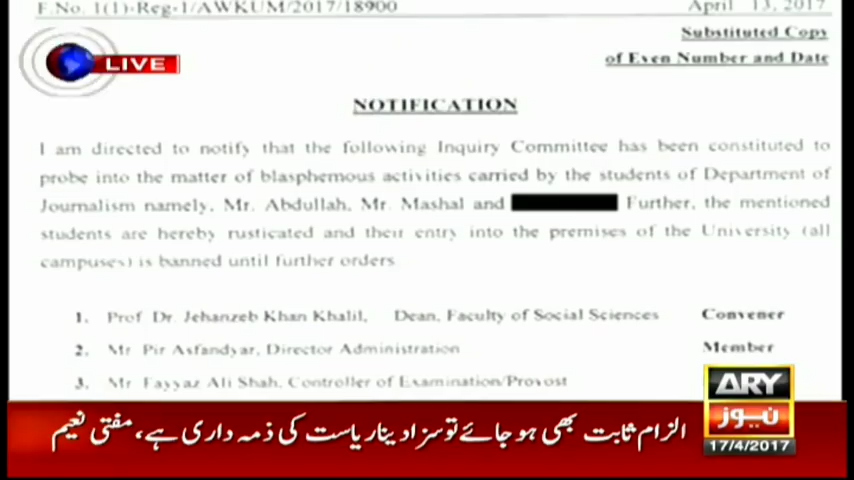 F.No. 1(1)-Reg-1/AWKUM/2017/18900 April 13, 2017
Substituted Copy
of Even Number and Date
LIVE
NOTIFICATION
I am directed to notify that the following Inquiry Committee has been constituted to
probe into the matter of blasphemous activities carried by the students of Department of
Journalism namely, Mr. Abdullah, Mr. Mashal and Further, the mentioned
students are hereby rusticated and their entry into the premises of the University (all
campuses) is banned until further orders
1. Prof Dr. Jehanzeb Khan Khalil, Dean, Faculty of Social Sciences Convener
2. Mr Pir Asfandyar, Director Administration Member
3. Mr Fayyaz Ali Shah, Controller of Examination/Provost
ARY
نیوز
17/4/2017
الزام ثابت بھی ہو جائے تو سزا دینا ریاست کی ذمہ داری ہے، مفتی نعیم